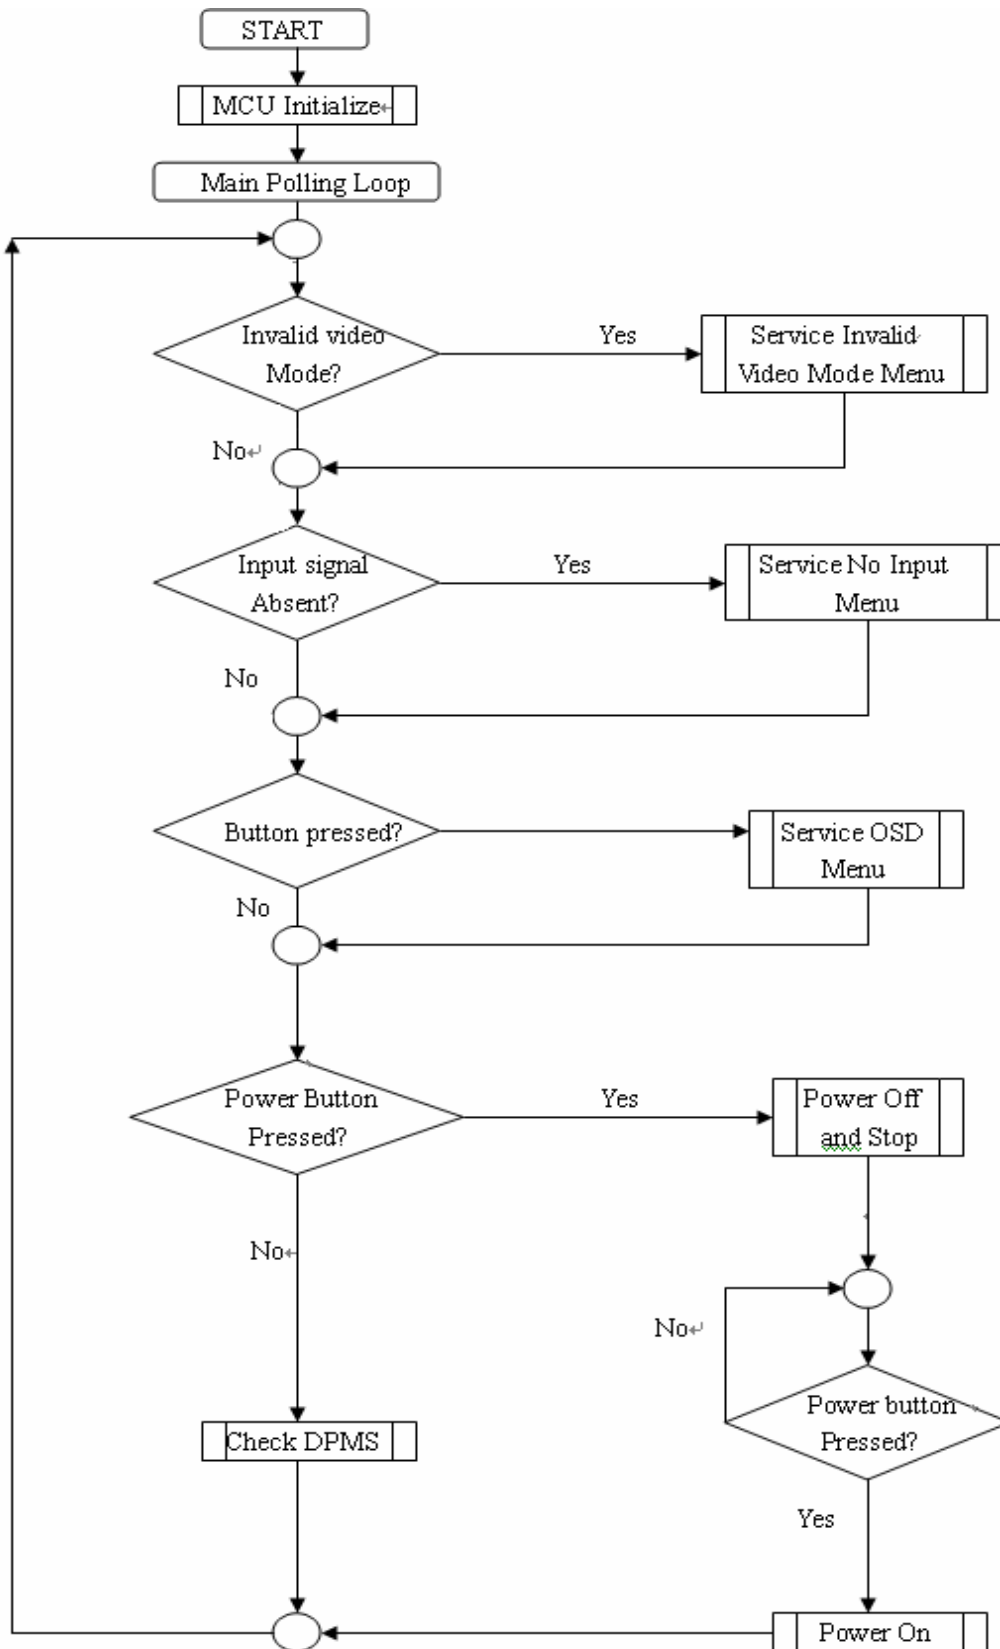 START
MCU Initialize↵
Main Polling Loop
Invalid video
Mode?
Yes
Service Invalid
Video Mode Menu
No↵
Input signal
Absent?
Yes
Service No Input
Menu
No
Button pressed?
Service OSD
Menu
No
Power Button
Pressed?
Yes
Power Off
and Stop
No↵
No↵
Power button
Pressed?
Check DPMS
Yes
Power On